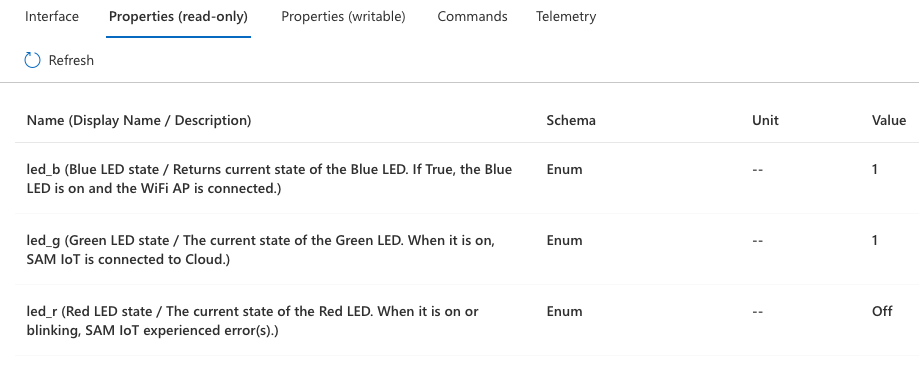 Interface Properties (read-only) Properties (writable) Commands Telemetry
Refresh
Name (Display Name / Description) Schema Unit Value
led_b (Blue LED state / Returns current state of the Blue LED. If True, the Blue Enum -- 1
LED is on and the WiFi AP is connected.)
led_g (Green LED state / The current state of the Green LED. When it is on, Enum -- 1
SAM IoT is connected to Cloud.)
led_r (Red LED state / The current state of the Red LED. When it is on or Enum -- Off
blinking, SAM IoT experienced error(s).)